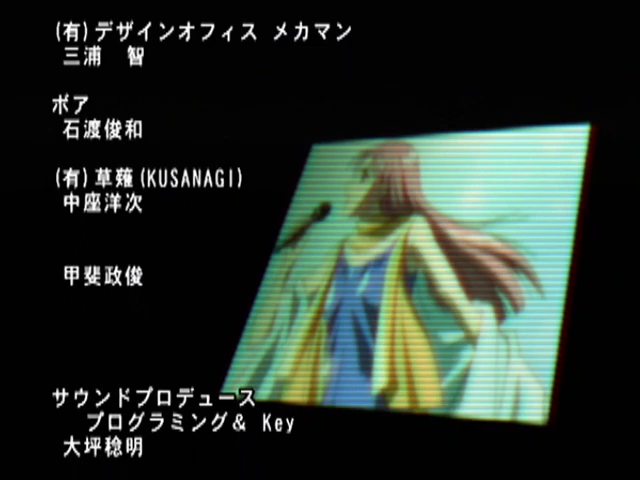 (有)デザインオフィス メカマン
三浦 智
ボア
石渡俊和
(有)草薙(KUSANAGI)
中座洋次
甲斐政俊
サウンドプロデュース
プログラミング& Key
大坪稔明